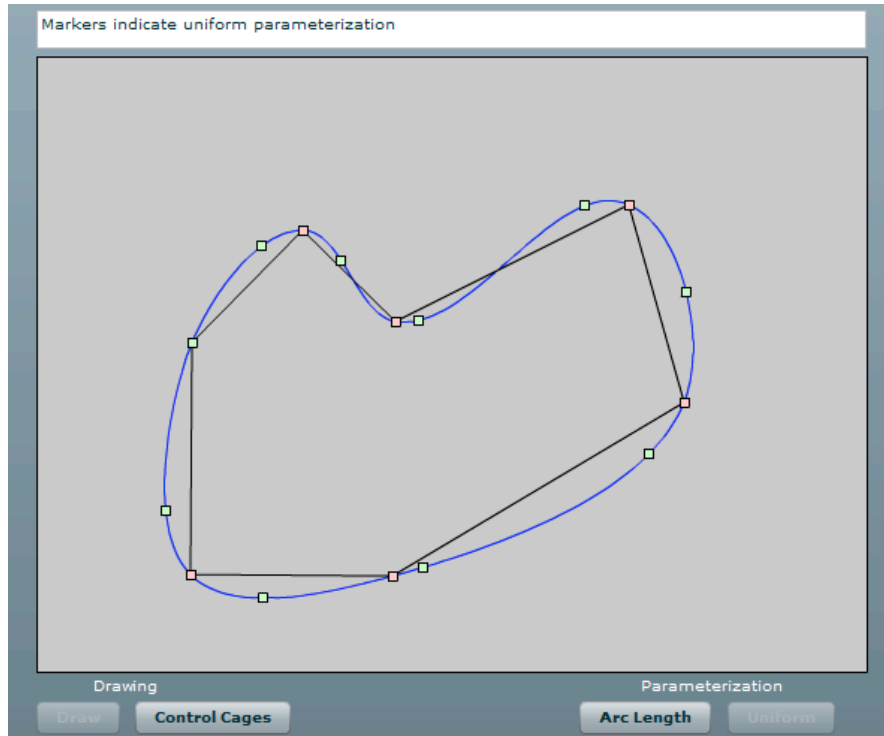 Markers indicate uniform parameterization
Drawing
Parameterization
Draw
Control Cages
Arc Length
Uniform